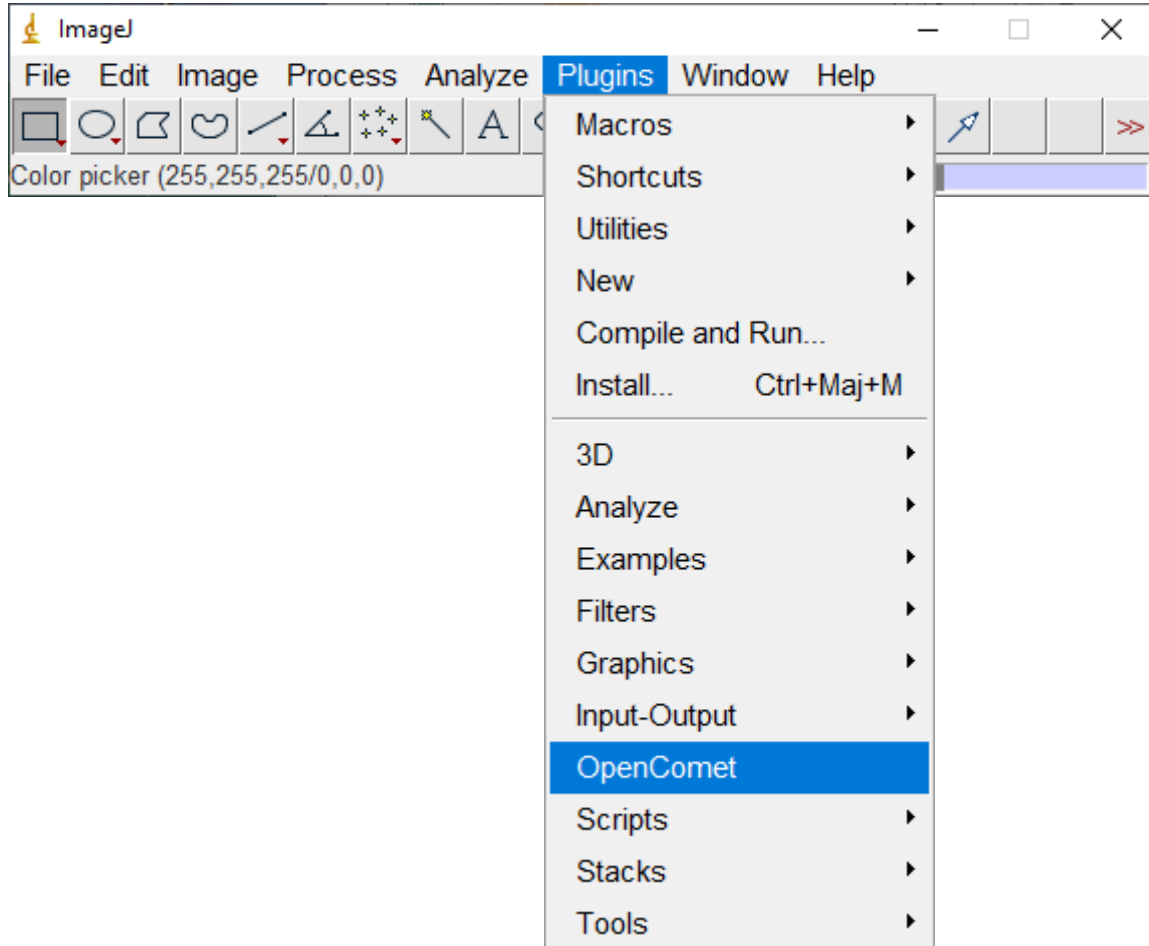 ImageJ
File Edit Image Process Analyze Plugins Window Help
A
Color picker (255,255,255/0,0,0)
>>
Macros
Shortcuts
Utilities
New
Compile and Run...
Install... Ctrl+Maj+M
3D
Analyze
Examples
Filters
Graphics
Input-Output
OpenComet
Scripts
Stacks
Tools